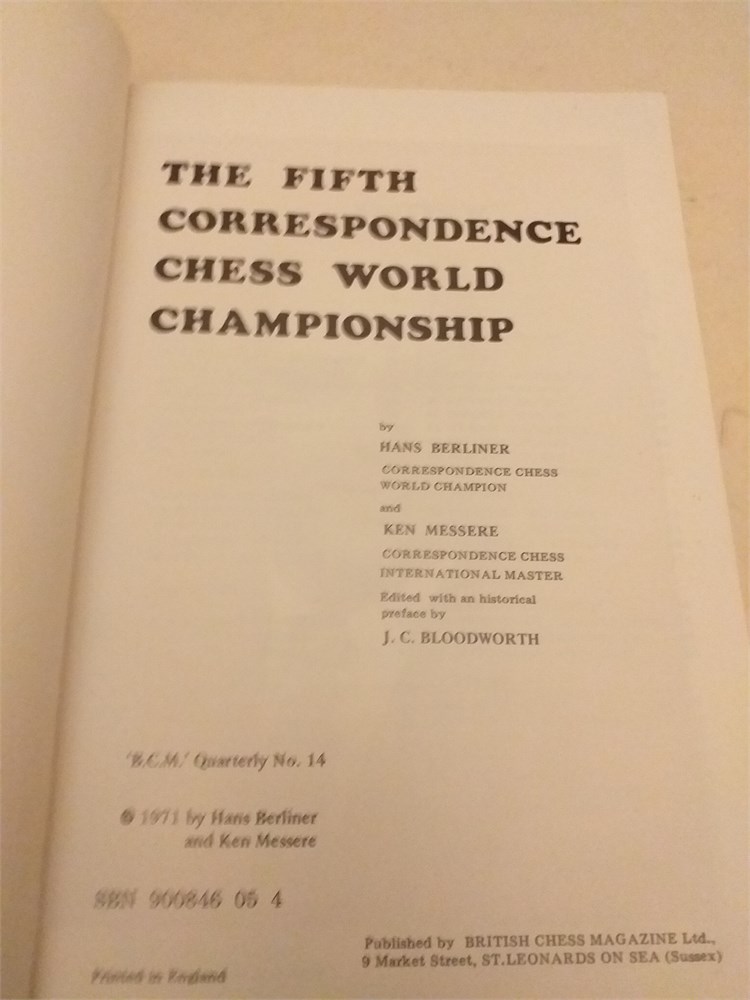 THE FIFTH
CORRESPONDENCE
CHESS WORLD
CHAMPIONSHIP
by
HANS BERLINER
CORRESPONDENCE CHESS
WORLD CHAMPION
and
KEN MESSERE
CORRESPONDENCE CHESS
INTERNATIONAL MASTER
Edited with an historical
preface by
J. C. BLOODWORTH
'B.C.M.' Quarterly No. 14
© 1971 by Hans Berliner
and Ken Messere
SBN 900846 05 4
Published by BRITISH CHESS MAGAZINE Ltd.,
9 Market Street, ST.LEONARDS ON SEA (Sussex)
Printed in England